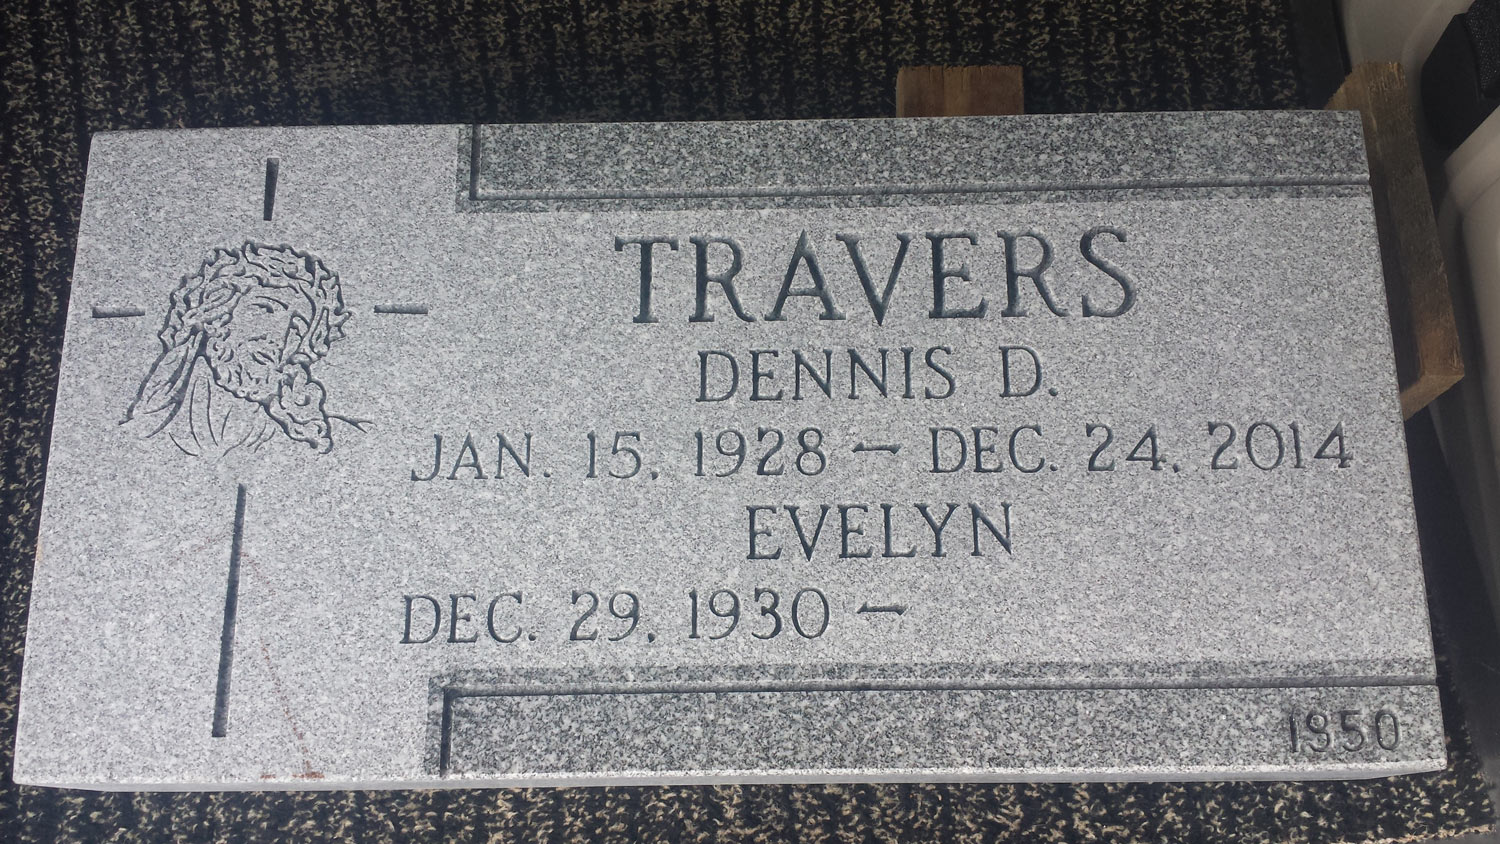 TRAVERS
DENNIS D.
JAN. 15, 1928 – DEC. 24, 2014
EVELYN
DEC. 29, 1930 –
1950